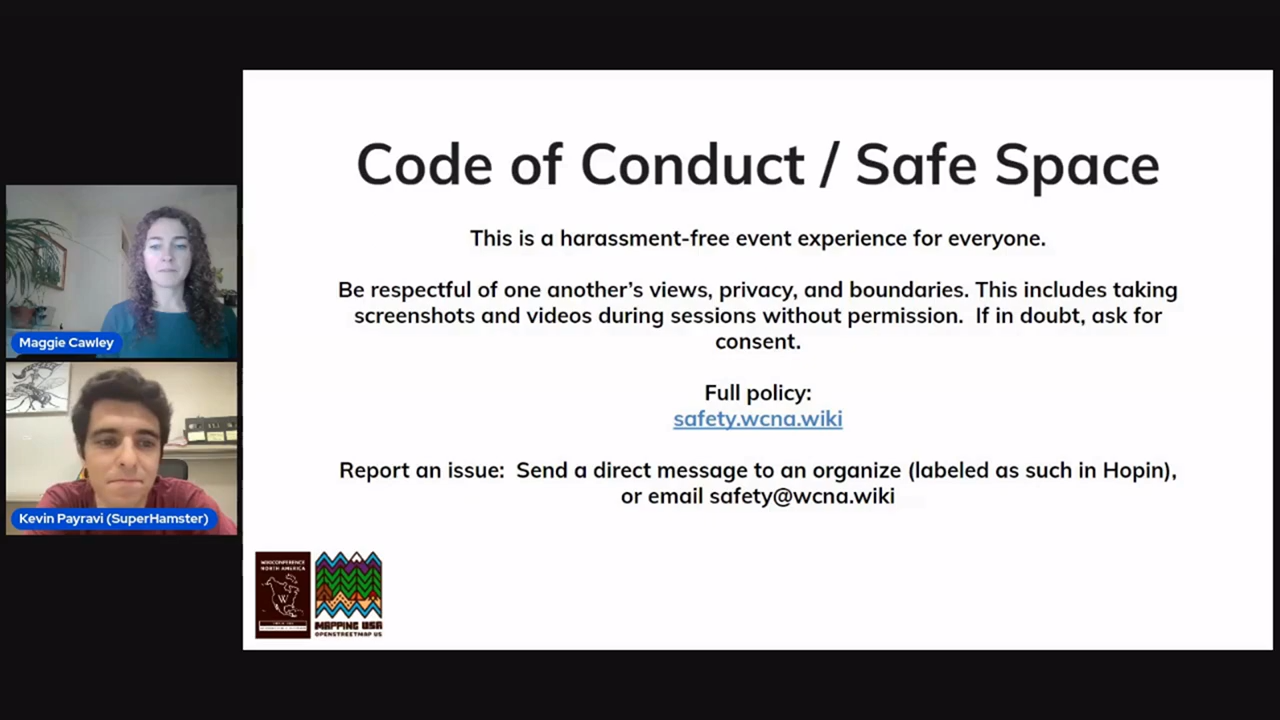 Code of Conduct / Safe Space
This is a harassment-free event experience for everyone.
Be respectful of one another's views, privacy, and boundaries. This includes taking
screenshots and videos during sessions without permission.  If in doubt, ask for
consent.
Full policy:
safety.wcna.wiki
Report an issue:  Send a direct message to an organize (labeled as such in Hopin),
or email safety@wcna.wiki
Maggie Cawley
Kevin Payravi (SuperHamster)
WIKICONFERENCE
NORTH AMERICA
W
MAPPING USA
OPENSTREETMAP US